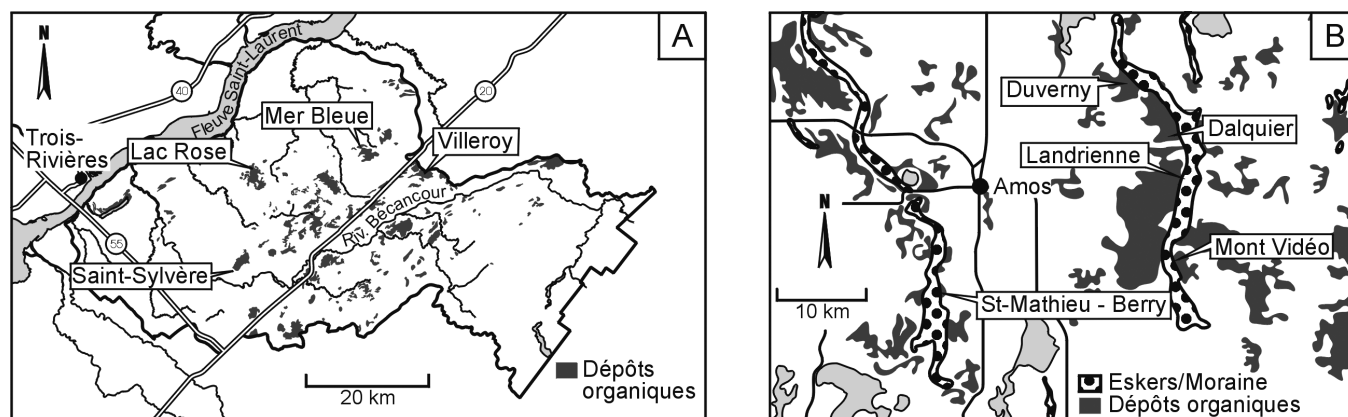 A
N
40
20
Fleuve Saint-Laurent
Mer Bleue
Trois-
Rivières
Lac Rose
Villeroy
Riv. Bécancour
55
Saint-Sylvère
Dépôts
organiques
20 km
B
Duverny
Dalquier
Landrienne
Amos
N
Mont Vidéo
10 km
St-Mathieu - Berry
Eskers/Moraine
Dépôts organiques